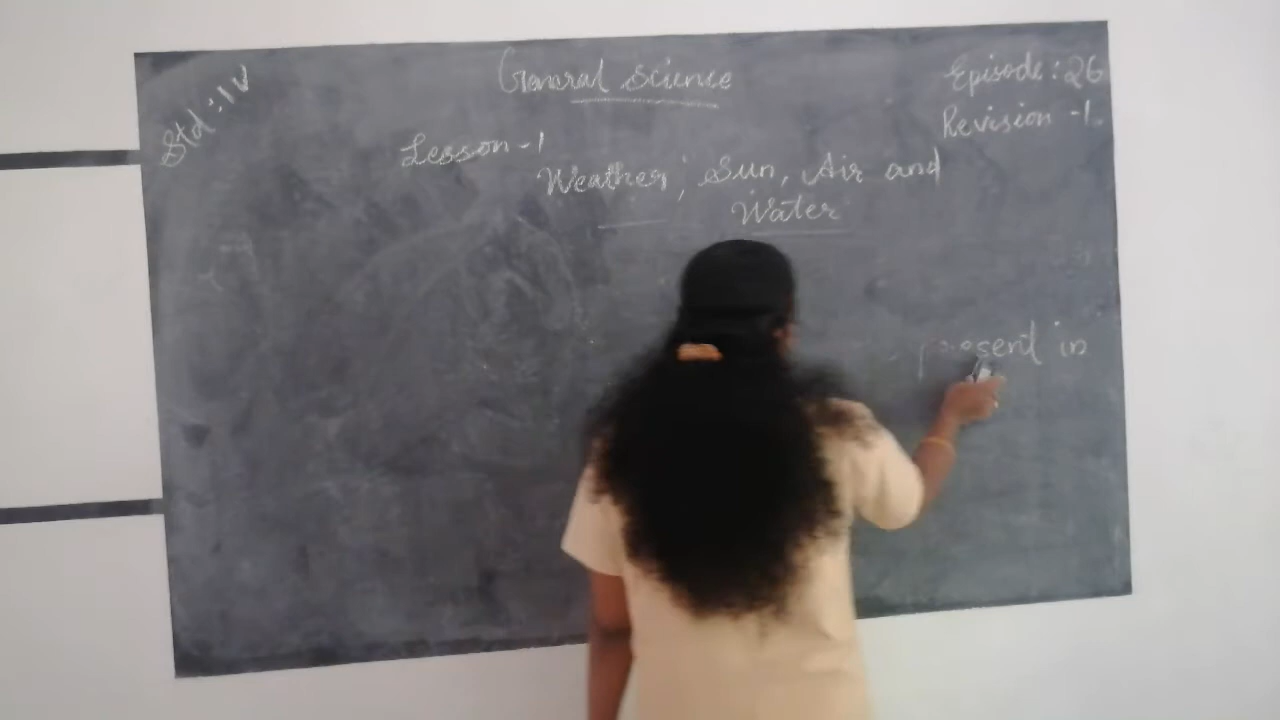 Std : IV
General Science
Episode : 26
Revision - 1.
Lesson - 1
Weather, Sun, Air and
Water
present in